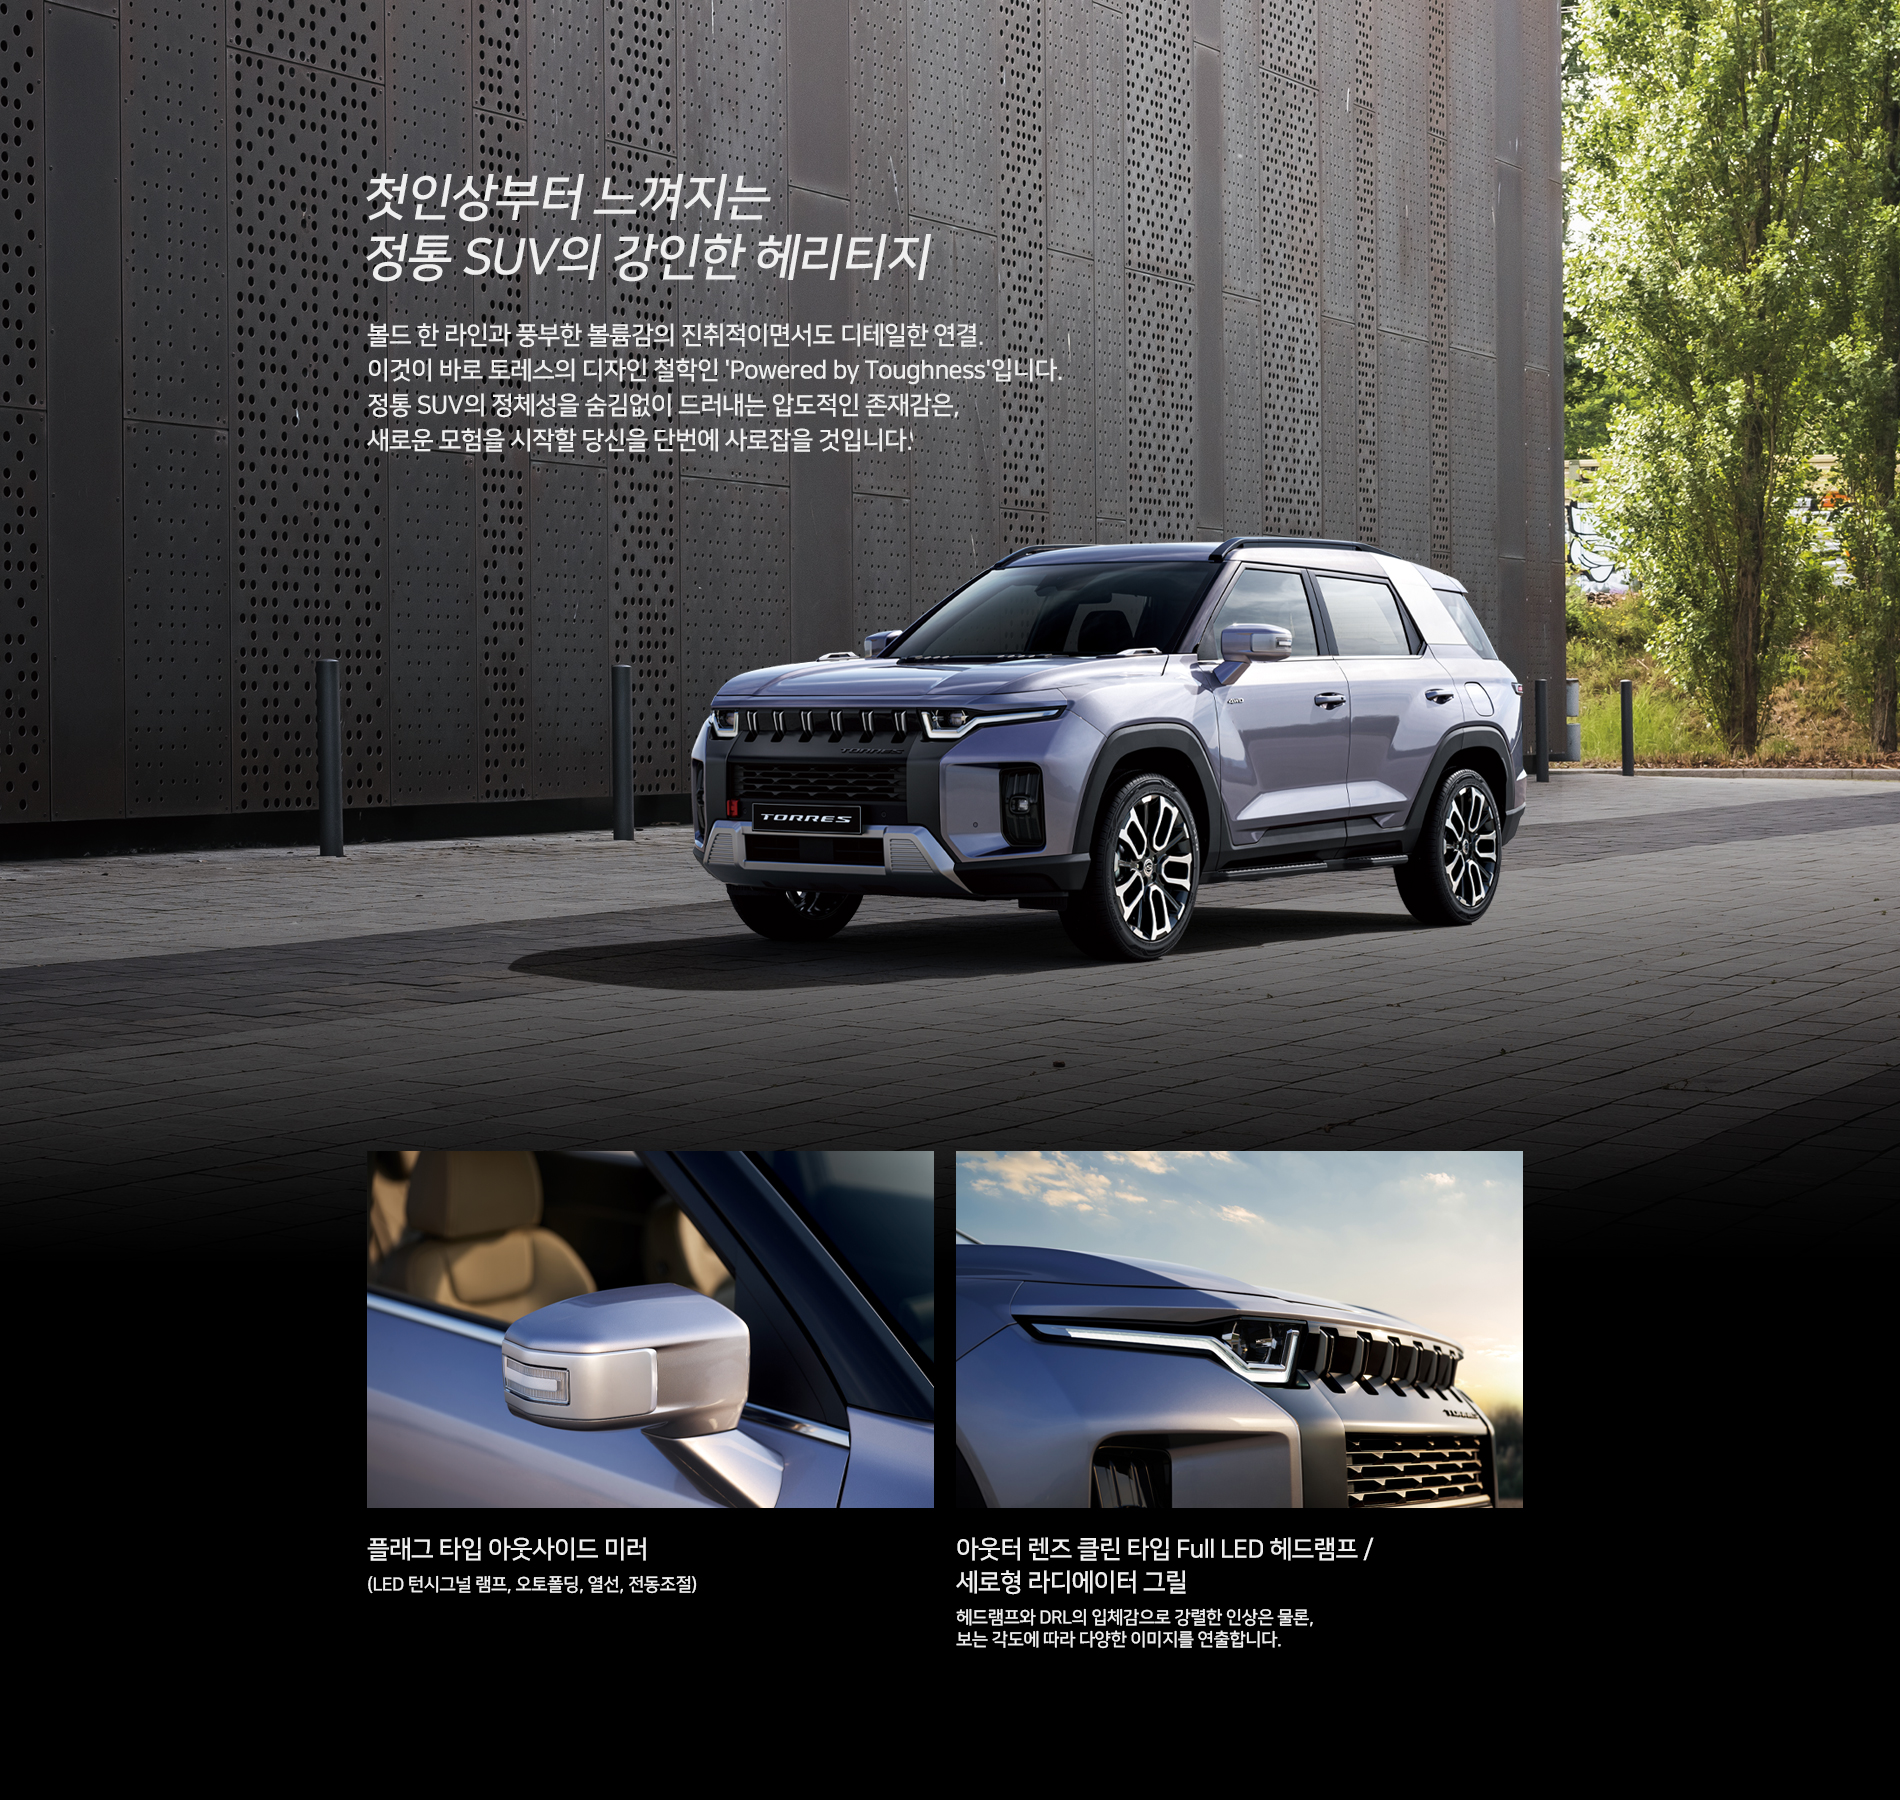 첫인상부터 느껴지는
정통 SUV의 강인한 헤리티지
볼드 한 라인과 풍부한 볼륨감의 진취적이면서도 디테일한 연결.
이것이 바로 토레스의 디자인 철학인 'Powered by Toughness'입니다.
정통 SUV의 정체성을 숨김없이 드러내는 압도적인 존재감은,
새로운 모험을 시작할 당신을 단번에 사로잡을 것입니다.
4WD
TORRES
TORRES
TORRES
플래그 타입 아웃사이드 미러
(LED 턴시그널 램프, 오토폴딩, 열선, 전동조절)
아웃터 렌즈 클린 타입 Full LED 헤드램프 /
세로형 라디에이터 그릴
헤드램프와 DRL의 입체감으로 강렬한 인상은 물론,
보는 각도에 따라 다양한 이미지를 연출합니다.